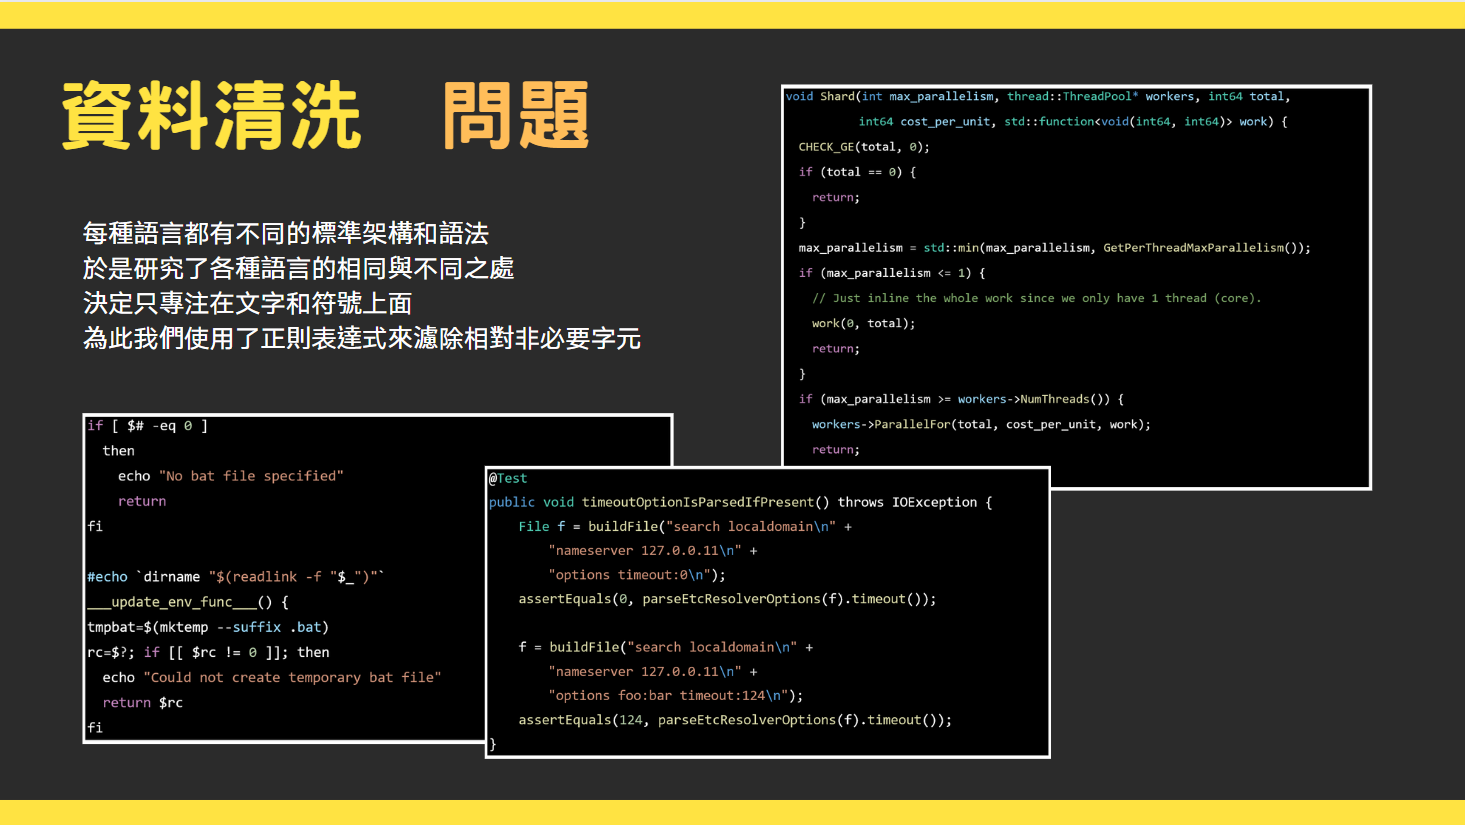 資料清洗 問題
每種語言都有不同的標準架構和語法
於是研究了各種語言的相同與不同之處
決定只專注在文字和符號上面
為此我們使用了正則表達式來濾除相對非必要字元
void Shard(int max_parallelism, thread::ThreadPool* workers, int64 total,
int64 cost_per_unit, std::function<void(int64, int64)> work) {
CHECK_GE(total, 0);
if (total == 0) {
return;
}
max_parallelism = std::min(max_parallelism, GetPerThreadMaxParallelism());
if (max_parallelism <= 1) {
// Just inline the whole work since we only have 1 thread (core).
work(0, total);
return;
}
if (max_parallelism >= workers->NumThreads()) {
workers->ParallelFor(total, cost_per_unit, work);
return;
if [ $# -eq 0 ]
then
echo "No bat file specified"
return
fi
#echo `dirname "$(readlink -f "$_")"`
___update_env_func___() {
tmpbat=$(mktemp --suffix .bat)
rc=$?; if [[ $rc != 0 ]]; then
echo "Could not create temporary bat file"
return $rc
fi
@Test
public void timeoutOptionIsParsedIfPresent() throws IOException {
File f = buildFile("search localdomain\n" +
"nameserver 127.0.0.11\n" +
"options timeout:0\n");
assertEquals(0, parseEtcResolverOptions(f).timeout());
f = buildFile("search localdomain\n" +
"nameserver 127.0.0.11\n" +
"options foo:bar timeout:124\n");
assertEquals(124, parseEtcResolverOptions(f).timeout());
}